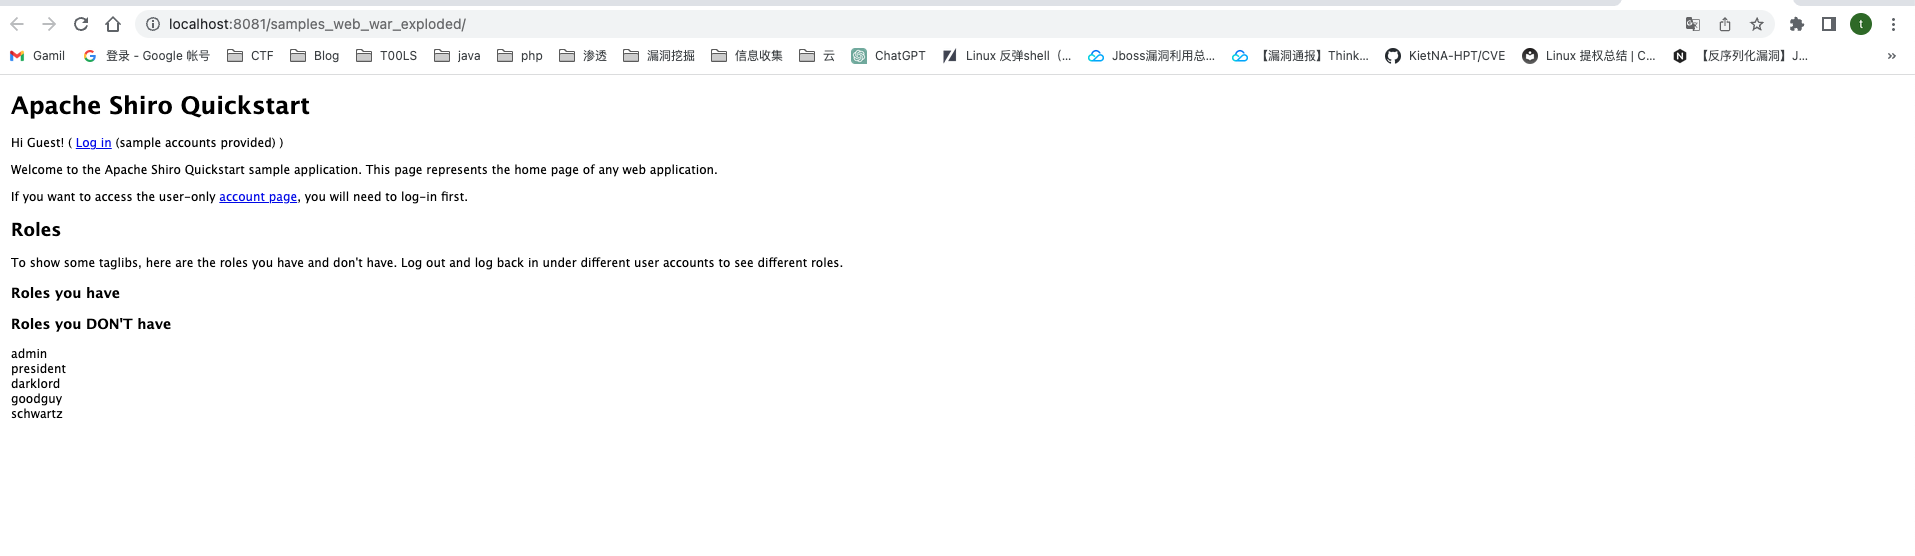 localhost:8081/samples_web_war_exploded/
t
Gamil 登录 - Google 帐号 CTF Blog T00LS java php 渗透 漏洞挖掘 信息收集 云 ChatGPT Linux 反弹shell（... Jboss漏洞利用总... 【漏洞通报】Think... KietNA-HPT/CVE Linux 提权总结 | C... 【反序列化漏洞】J... »
Apache Shiro Quickstart
Hi Guest! ( Log in (sample accounts provided) )
Welcome to the Apache Shiro Quickstart sample application. This page represents the home page of any web application.
If you want to access the user-only account page, you will need to log-in first.
Roles
To show some taglibs, here are the roles you have and don't have. Log out and log back in under different user accounts to see different roles.
Roles you have
Roles you DON'T have
admin
president
darklord
goodguy
schwartz